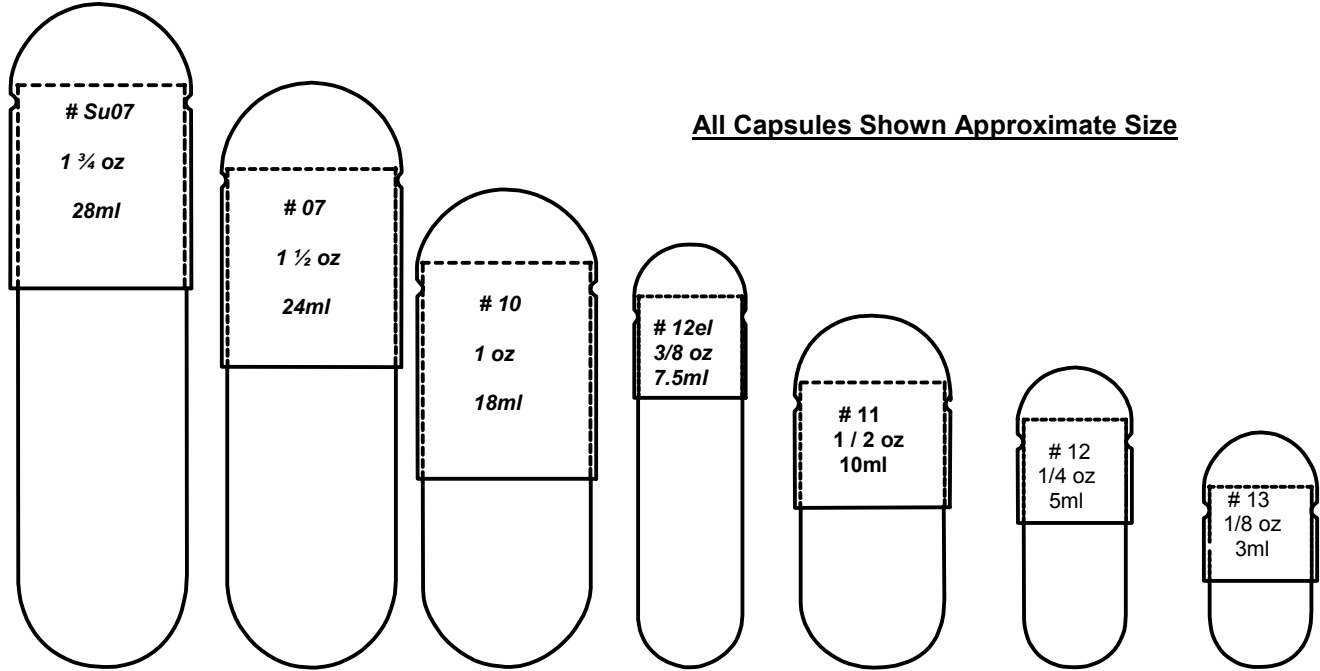 # Su07
1 ¾ oz
28ml
# 07
1 ½ oz
24ml
# 10
1 oz
18ml
# 12el
3/8 oz
7.5ml
All Capsules Shown Approximate Size
# 11
1 / 2 oz
10ml
# 12
1/4 oz
5ml
# 13
1/8 oz
3ml